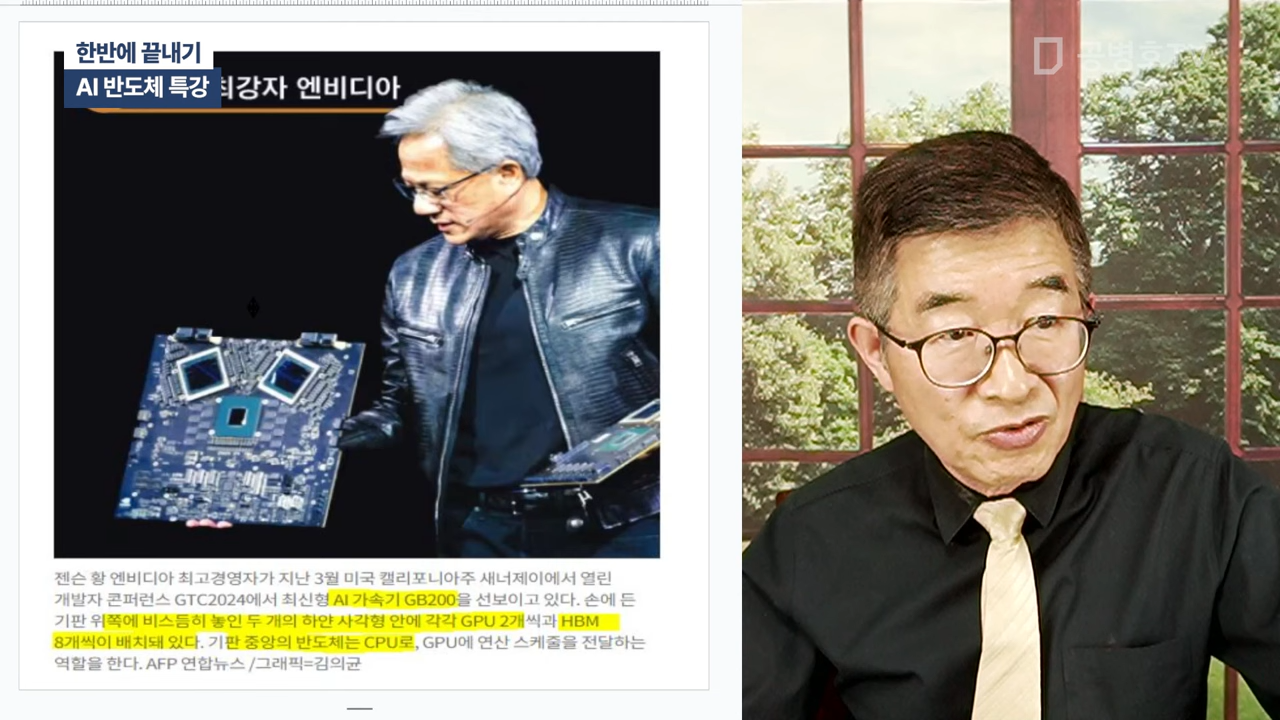 한반에 끝내기
AI 반도체 특강
최강자 엔비디아
공병호
젠슨 황 엔비디아 최고경영자가 지난 3월 미국 캘리포니아주 새너제이에서 열린
개발자 콘퍼런스 GTC2024에서 최신형 AI 가속기 GB200을 선보이고 있다. 손에 든
기판 위쪽에 비스듬히 놓인 두 개의 하얀 사각형 안에 각각 GPU 2개씩과 HBM
8개씩이 배치돼 있다. 기판 중앙의 반도체는 CPU로, GPU에 연산 스케줄을 전달하는
역할을 한다. AFP 연합뉴스 /그래픽=김의균